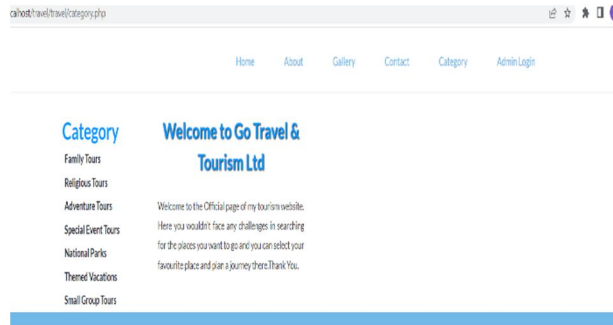 calhost/travel/travel/category.php
Home About Gallery Contact Category Admin Login
Category
Family Tours
Religious Tours
Adventure Tours
Special Event Tours
National Parks
Themed Vacations
Small Group Tours
Welcome to Go Travel &
Tourism Ltd
Welcome to the Official page of my tourism website.
Here you wouldn't face any challenges in searching
for the places you want to go and you can select your
favourite place and plan a journey there.Thank You.